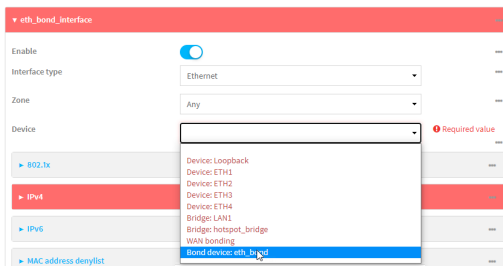 ▾ eth_bond_interface
Enable
Interface type
Ethernet
Zone
Any
Device
Required value
Device: Loopback
▸ 802.1x
Device: ETH1
Device: ETH2
Device: ETH3
▸ IPv4
Device: ETH4
Bridge: LAN1
▸ IPv6
Bridge: hotspot_bridge
WAN bonding
Bond device: eth_bond
▸ MAC address denylist